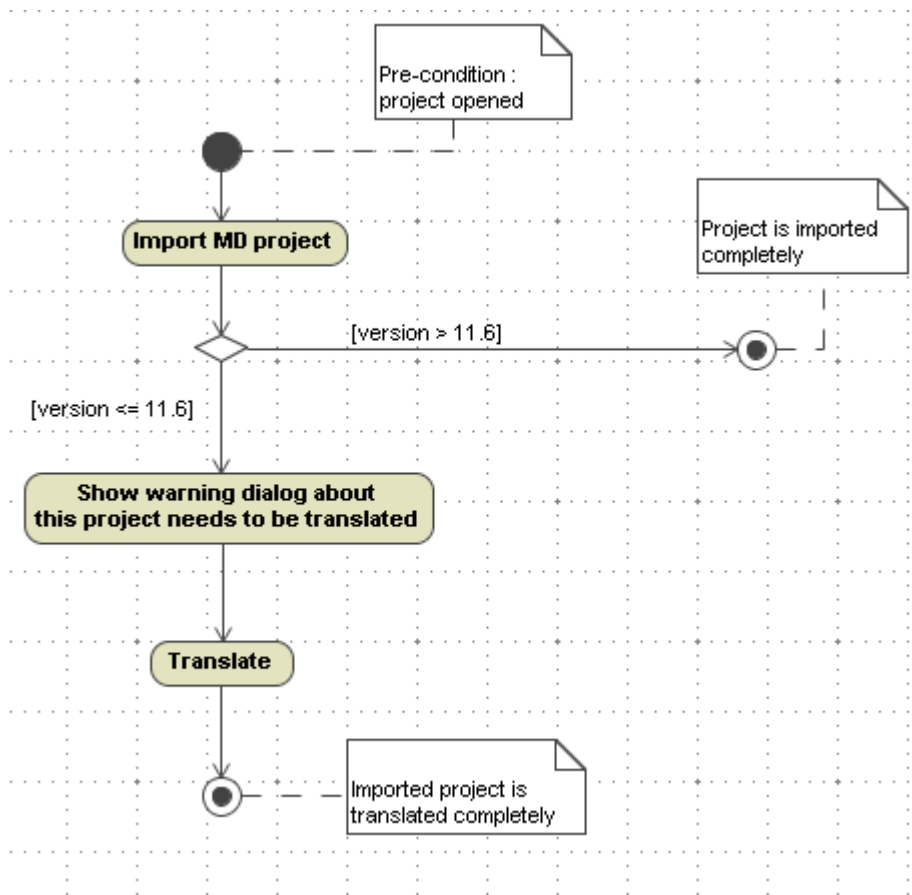 Pre-condition :
project opened
Import MD project
Project is imported
completely
[version > 11.6]
[version <= 11.6]
Show warning dialog about
this project needs to be translated
Translate
Imported project is
translated completely